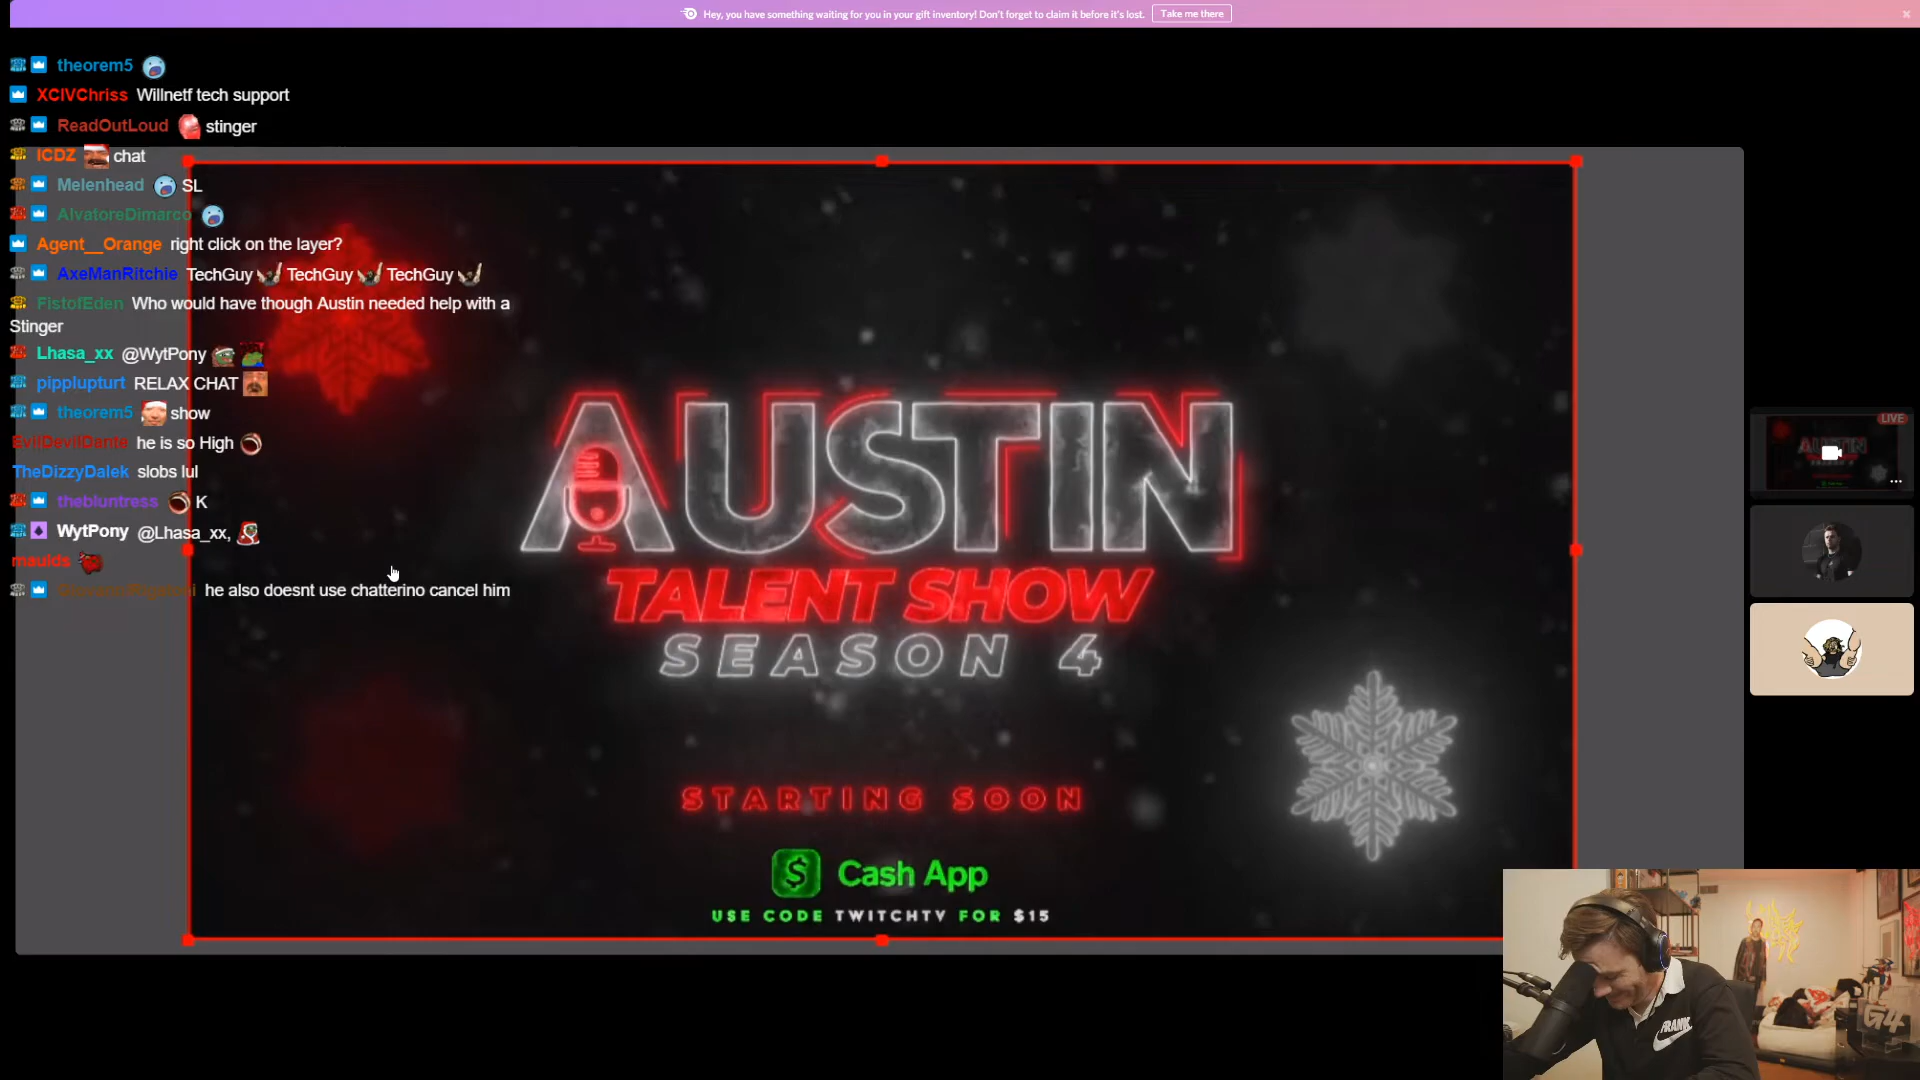 Hey, you have something waiting for you in your gift inventory! Don't forget to claim it before it's lost. Take me there
theorem5
XCIVChriss Willnetf tech support
ReadOutLoud stinger
ICDZ chat
Melenhead SL
AlvatoreDimarco
Agent__Orange right click on the layer?
AxeManRitchie TechGuy TechGuy TechGuy
FistofEden Who would have though Austin needed help with a
Stinger
Lhasa_xx @WytPony
pipplupturt RELAX CHAT
theorem5 show
EvilDevilDante he is so High
TheDizzyDalek slobs lul
thebluntress K
WytPony @Lhasa_xx,
maulds
he also doesnt use chatterino cancel him
AUSTIN
TALENT SHOW
SEASON 4
STARTING SOON
$ Cash App
USE CODE TWITCHTV FOR $15
LIVE
AUSTIN
FRANK
G4